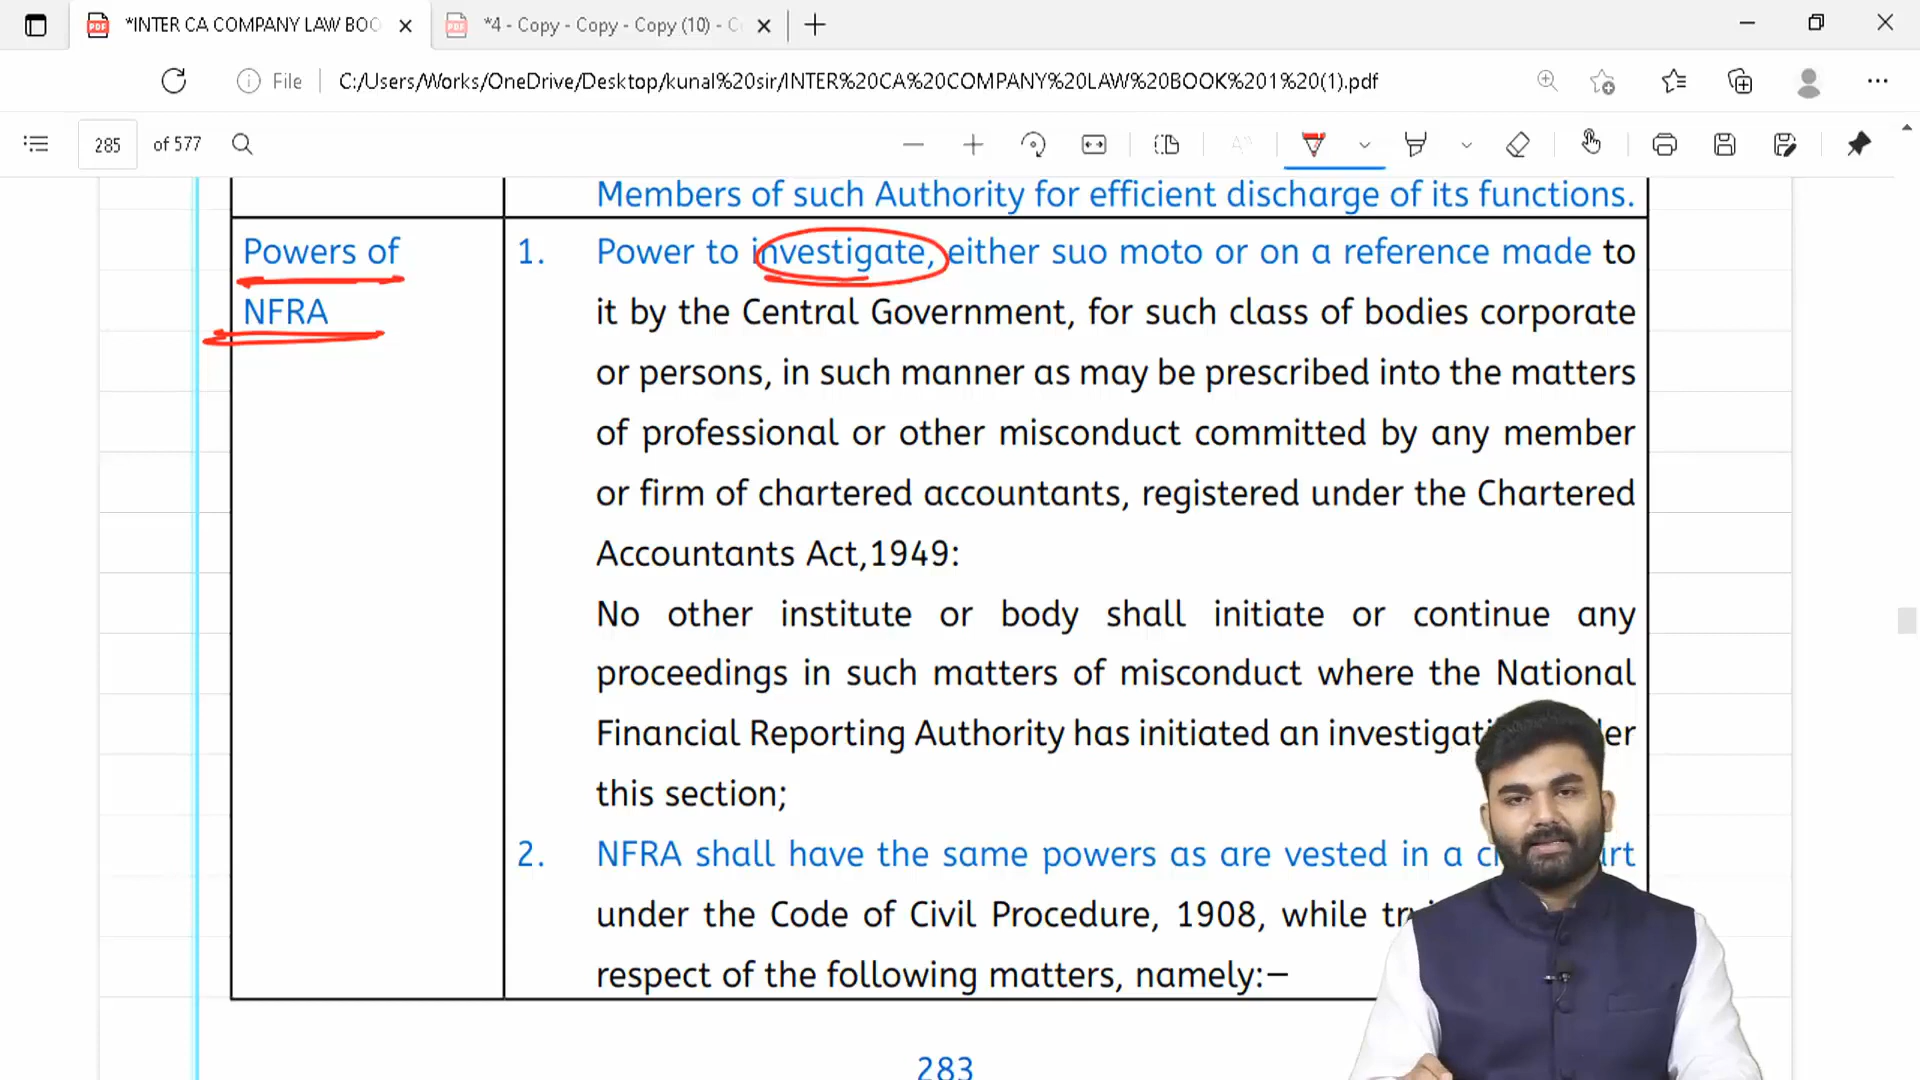 *INTER CA COMPANY LAW BOO
*4 - Copy - Copy - Copy (10) - C
File
C:/Users/Works/OneDrive/Desktop/kunal%20sir/INTER%20CA%20COMPANY%20LAW%20BOOK%201%20(1).pdf
285 of 577
Members of such Authority for efficient discharge of its functions.
Powers of
NFRA
1. Power to investigate, either suo moto or on a reference made to
it by the Central Government, for such class of bodies corporate
or persons, in such manner as may be prescribed into the matters
of professional or other misconduct committed by any member
or firm of chartered accountants, registered under the Chartered
Accountants Act,1949:
No other institute or body shall initiate or continue any
proceedings in such matters of misconduct where the National
Financial Reporting Authority has initiated an
this section;
2. NFRA shall have the same powers as are vested in a
under the Code of Civil Procedure, 1908, while
respect of the following matters, namely:—
283